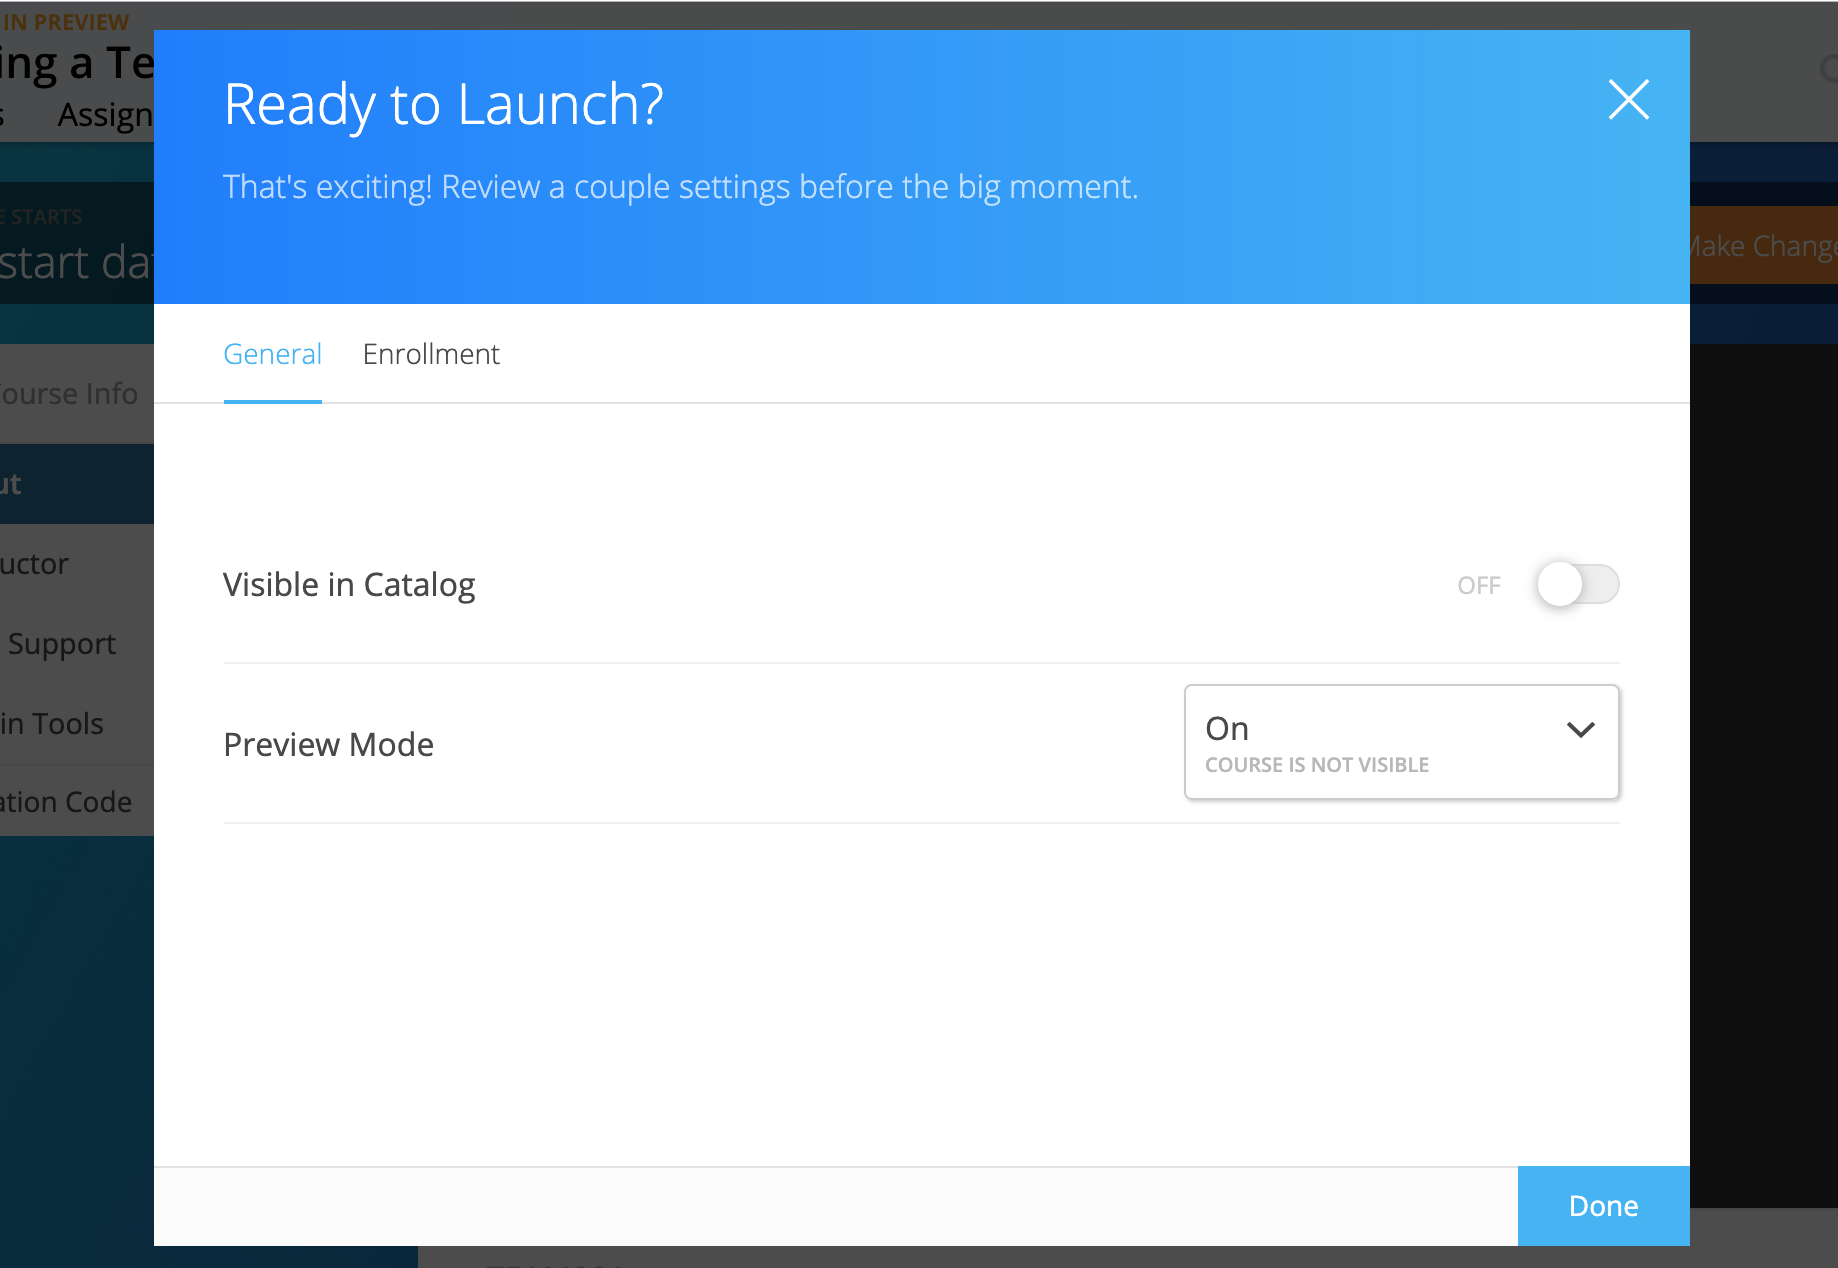 IN PREVIEW
ing a Te
s Assign
Ready to Launch?
That's exciting! Review a couple settings before the big moment.
E STARTS
start da
Make Change
General Enrollment
ourse Info
ut
Visible in Catalog OFF
uctor
Support
in Tools
Preview Mode On
COURSE IS NOT VISIBLE
ation Code
Done